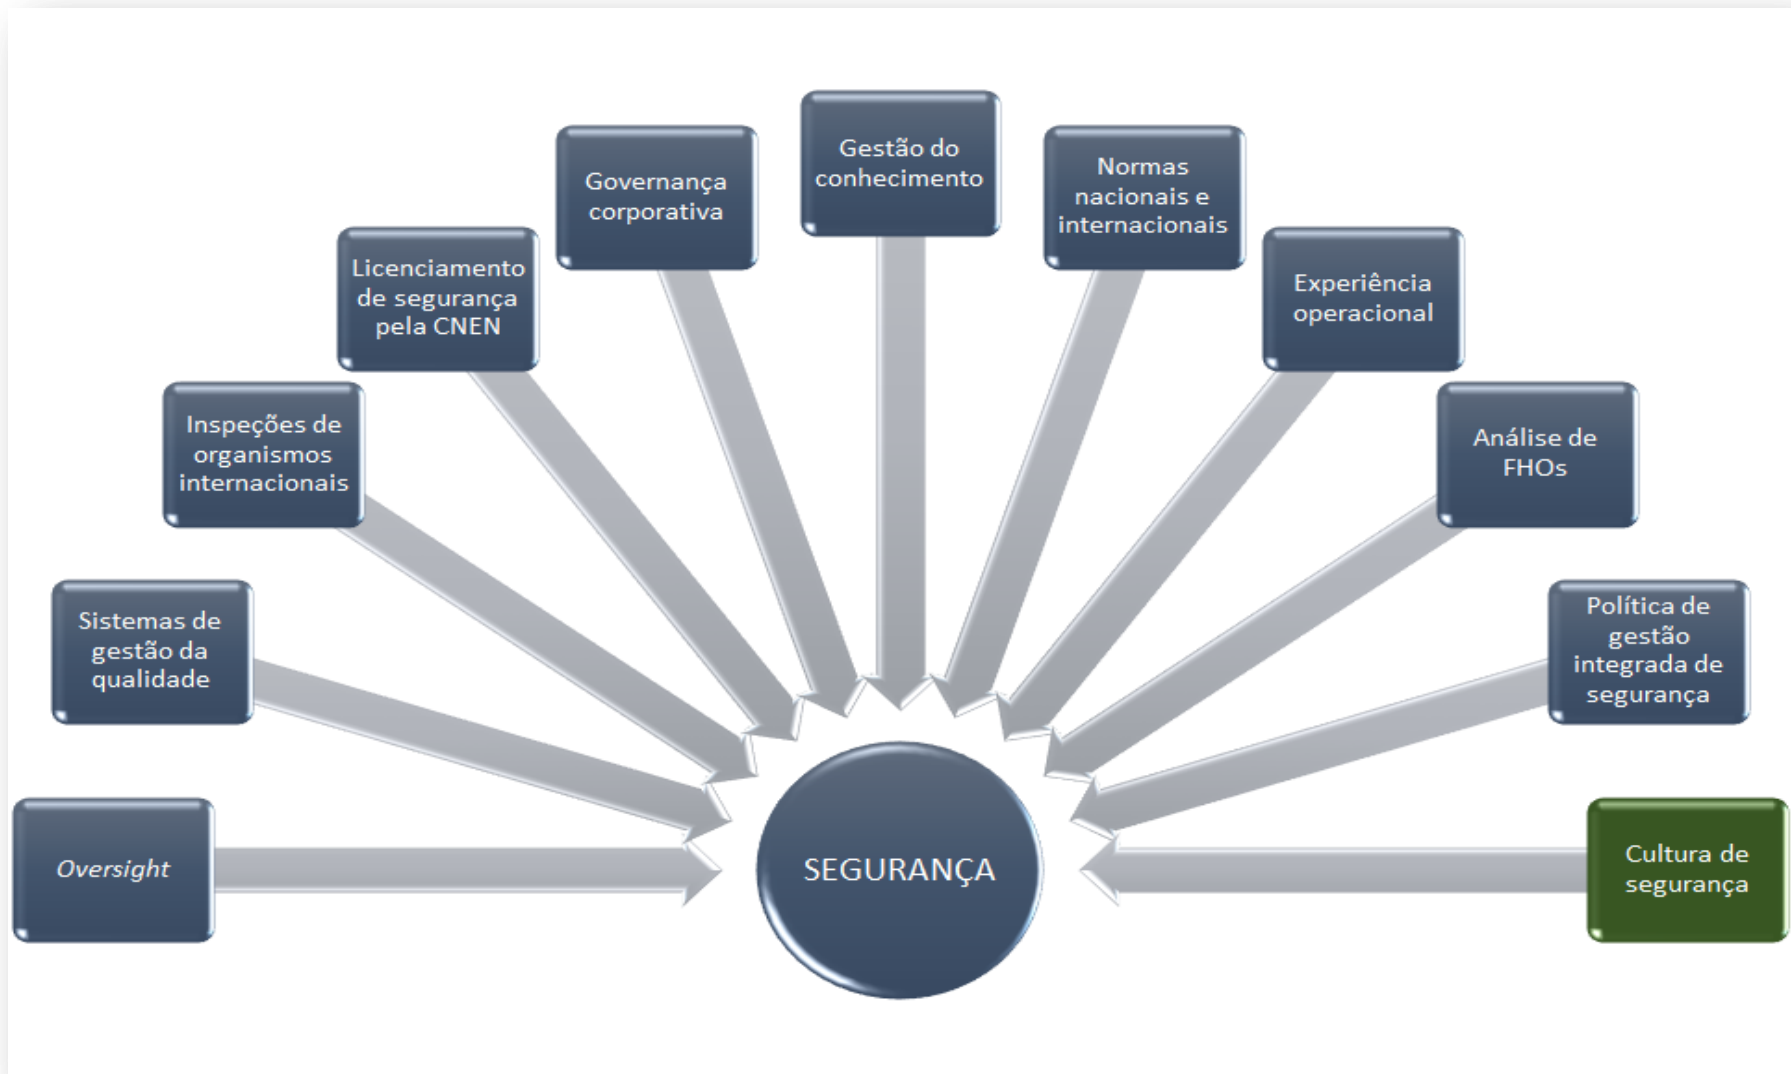 Oversight
Sistemas de
gestão da
qualidade
Inspeções de
organismos
internacionais
Licenciamento
de segurança
pela CNEN
Governança
corporativa
Gestão do
conhecimento
Normas
nacionais e
internacionais
Experiência
operacional
Análise de
FHOs
Política de
gestão
integrada de
segurança
Cultura de
segurança
SEGURANÇA